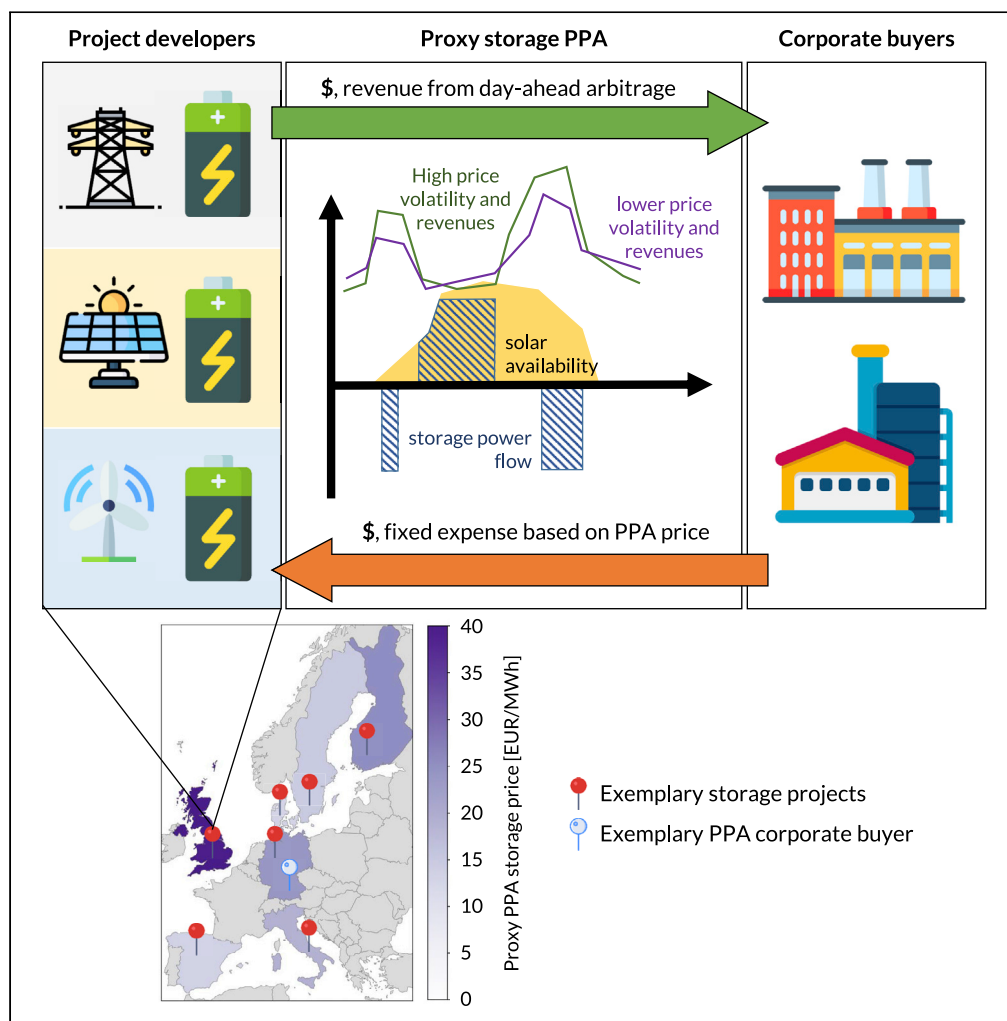 Project developers
Proxy storage PPA
Corporate buyers
$, revenue from day-ahead arbitrage
High price
volatility and
revenues
lower price
volatility and
revenues
solar
availability
storage power
flow
$, fixed expense based on PPA price
40
35
30
25
20
15
10
5
0
Proxy PPA storage price [EUR/MWh]
Exemplary storage projects
Exemplary PPA corporate buyer